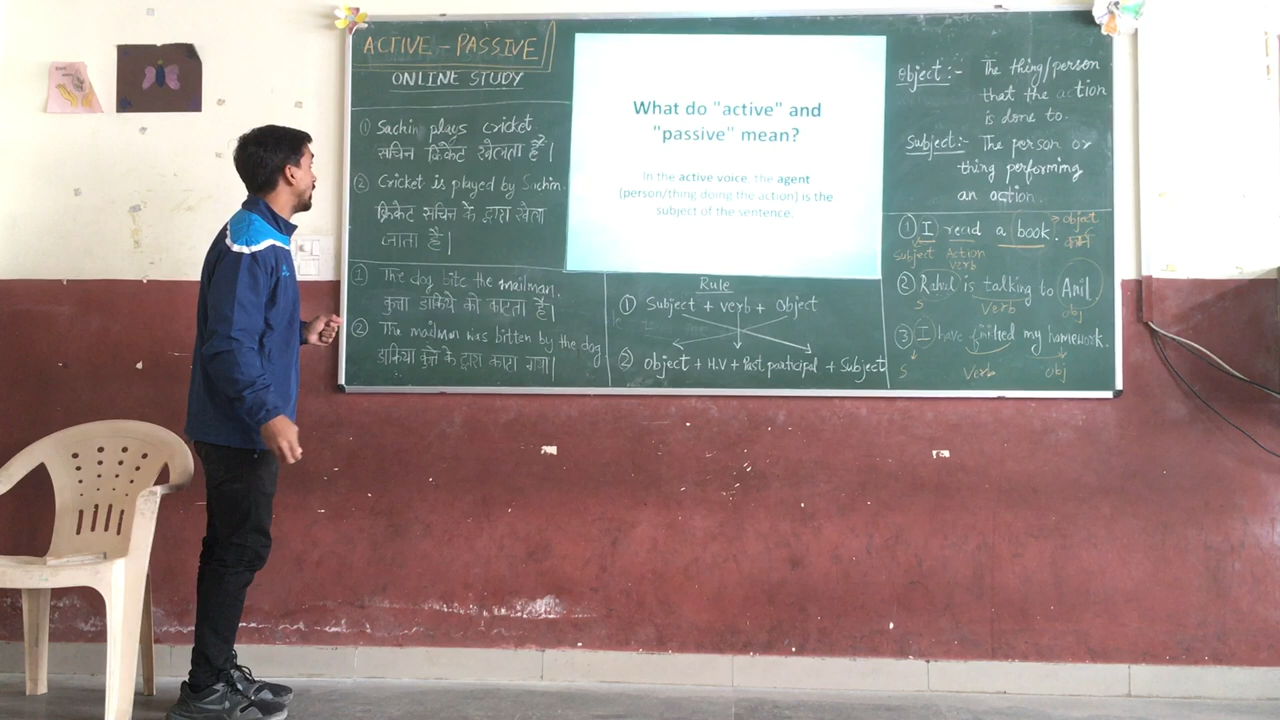 ACTIVE - PASSIVE
ONLINE STUDY
① Sachin plays cricket
सचिन क्रिकेट खेलता है।
② Cricket is played by Sachin.
क्रिकेट सचिन के द्वारा खेला
जाता है।
① The dog bite the mailman.
कुत्ता डाकिये को काटता है।
② The mailman was bitten by the dog
डाकिया कुत्ते के द्वारा काटा गया।
What do "active" and
"passive" mean?
In the active voice, the agent
(person/thing doing the action) is the
subject of the sentence.
Rule
① Subject + verb + Object
② Object + H.V + Past participal + Subject
Object :-
The thing/person
that the action
is done to.
Subject :- The person or
thing performing
an action.
① I read a book. → object
Subject Action
verb
② Rahul is talking to Anil
S Verb obj
③ I have finished my homework.
S Verb obj